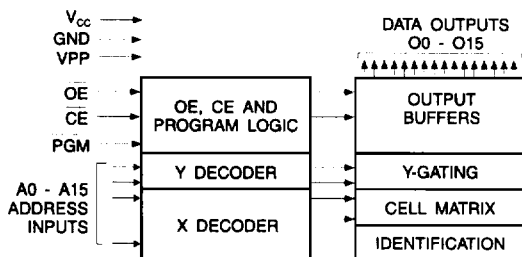 V_CC
GND
VPP
OE
CE
PGM
A0 - A15
ADDRESS
INPUTS
OE, CE AND
PROGRAM LOGIC
Y DECODER
X DECODER
DATA OUTPUTS
O0 - O15
OUTPUT
BUFFERS
Y-GATING
CELL MATRIX
IDENTIFICATION